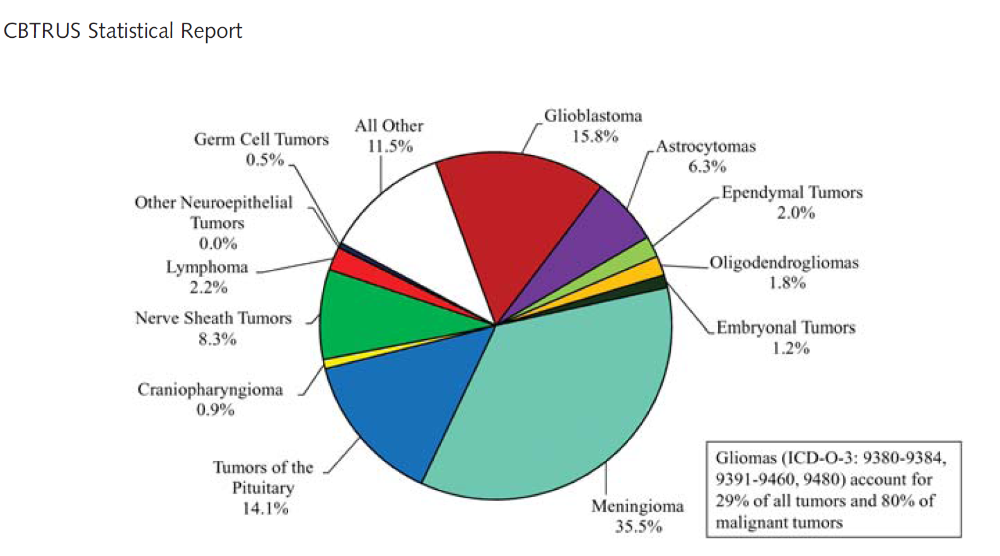 CBTRUS Statistical Report
Glioblastoma
15.8%
Astrocytomas
6.3%
Ependymal Tumors
2.0%
Oligodendrogliomas
1.8%
Embryonal Tumors
1.2%
Meningioma
35.5%
Tumors of the
Pituitary
14.1%
Craniopharyngioma
0.9%
Nerve Sheath Tumors
8.3%
Lymphoma
2.2%
Other Neuroepithelial
Tumors
0.0%
Germ Cell Tumors
0.5%
All Other
11.5%
Gliomas (ICD-O-3: 9380-9384,
9391-9460, 9480) account for
29% of all tumors and 80% of
malignant tumors